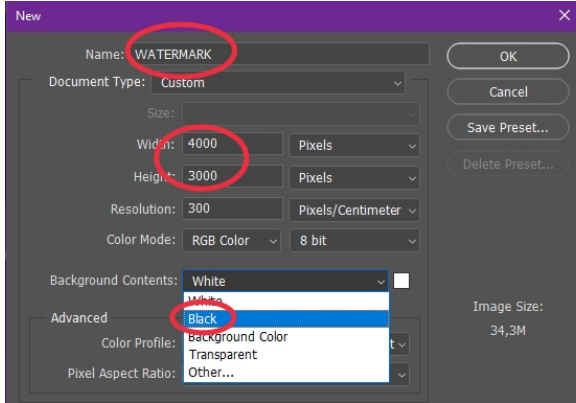 New
Name: WATERMARK
OK
Document Type: Custom
Cancel
Size:
Save Preset...
Width: 4000 Pixels
Delete Preset...
Height: 3000 Pixels
Resolution: 300 Pixels/Centimeter
Color Mode: RGB Color 8 bit
Background Contents: White
White
Black
Background Color
Transparent
Other...
Advanced
Color Profile:
Pixel Aspect Ratio:
Image Size:
34,3M